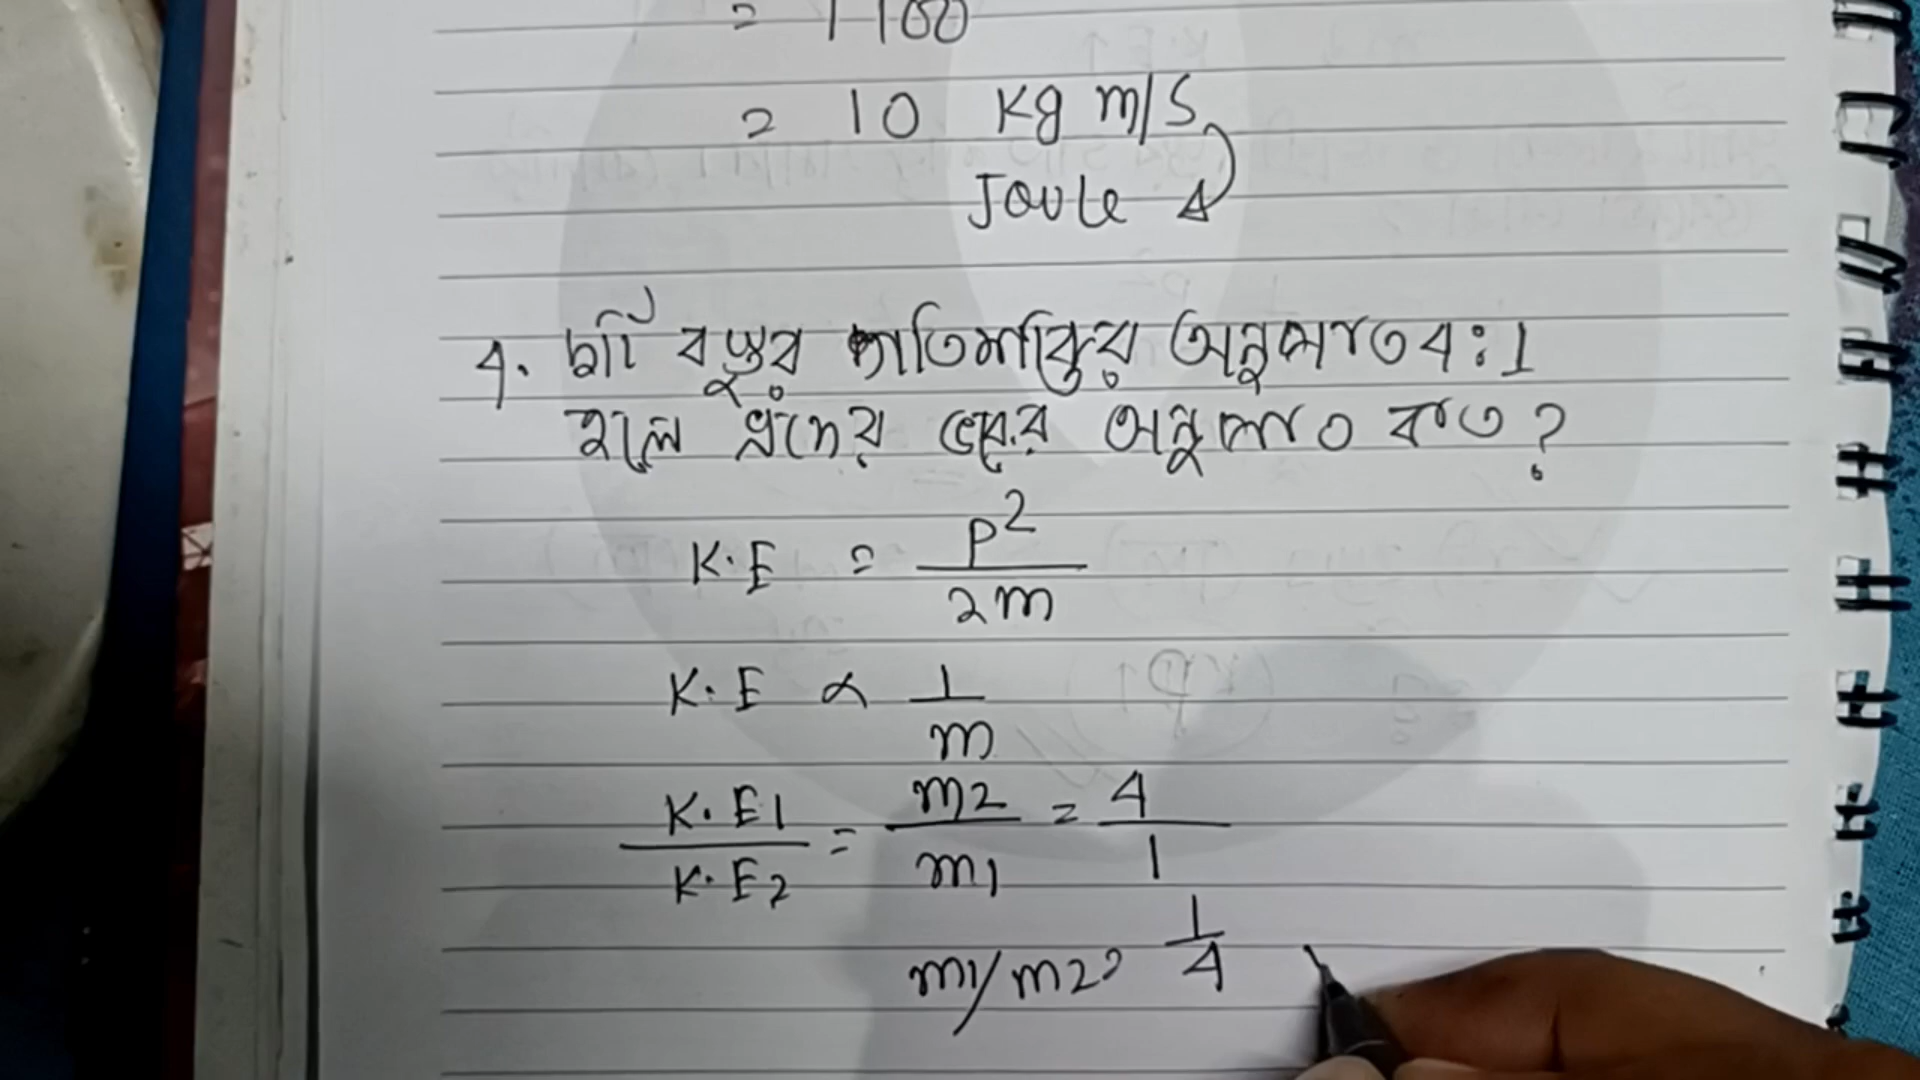 = 1100
= 10 kg m/s
Joule
4. দুটি বস্তুর গতিশক্তির অনুপাত 4:1
হলে এদের ভরের অনুপাত কত?
K.E = P²/2m
K.E ∝ 1/m
K.E1/K.E2 = m2/m1 = 4/1
m1/m2 = 1/4